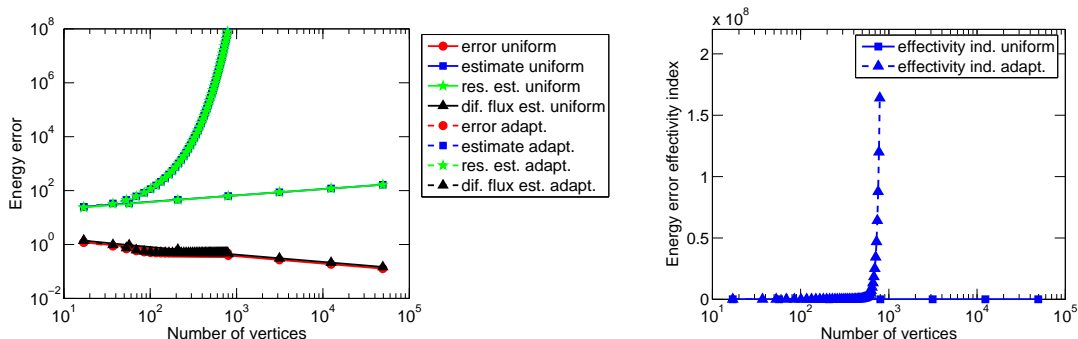 10^8
10^6
10^4
10^2
10^0
10^-2
10^1 10^2 10^3 10^4 10^5
Energy error
Number of vertices
error uniform
estimate uniform
res. est. uniform
dif. flux est. uniform
error adapt.
estimate adapt.
res. est. adapt.
dif. flux est. adapt.
x 10^8
2
1.5
1
0.5
0
10^1 10^2 10^3 10^4 10^5
Energy error effectivity index
Number of vertices
effectivity ind. uniform
effectivity ind. adapt.